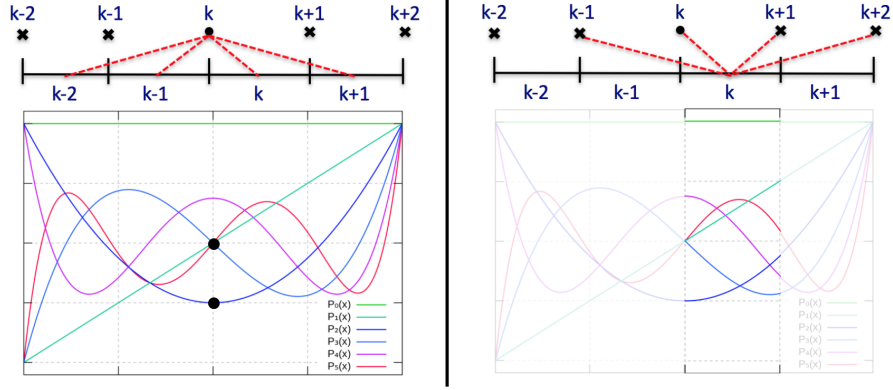 k-2 k-1 k k+1 k+2
k-2 k-1 k k+1
P₀(x)
P₁(x)
P₂(x)
P₃(x)
P₄(x)
P₅(x)
k-2 k-1 k k+1 k+2
k-2 k-1 k k+1
P₀(x)
P₁(x)
P₂(x)
P₃(x)
P₄(x)
P₅(x)